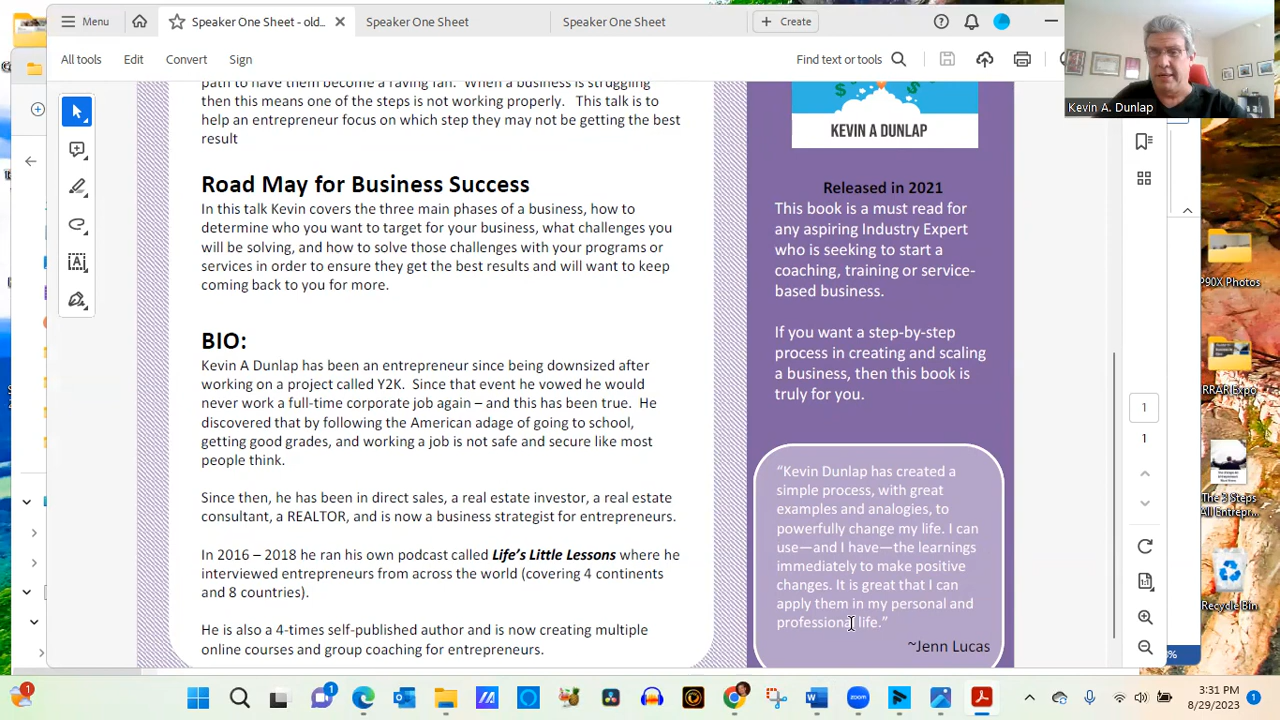 Menu
Speaker One Sheet - old...
Speaker One Sheet
Speaker One Sheet
Create
All tools
Edit
Convert
Sign
Find text or tools
Kevin A. Dunlap
path to have them become a raving fan. When a business is struggling
then this means one of the steps is not working properly. This talk is to
help an entrepreneur focus on which step they may not be getting the best
result
Road May for Business Success
In this talk Kevin covers the three main phases of a business, how to
determine who you want to target for your business, what challenges you
will be solving, and how to solve those challenges with your programs or
services in order to ensure they get the best results and will want to keep
coming back to you for more.
BIO:
Kevin A Dunlap has been an entrepreneur since being downsized after
working on a project called Y2K. Since that event he vowed he would
never work a full-time corporate job again – and this has been true. He
discovered that by following the American adage of going to school,
getting good grades, and working a job is not safe and secure like most
people think.
Since then, he has been in direct sales, a real estate investor, a real estate
consultant, a REALTOR, and is now a business strategist for entrepreneurs.
In 2016 – 2018 he ran his own podcast called Life's Little Lessons where he
interviewed entrepreneurs from across the world (covering 4 continents
and 8 countries).
He is also a 4-times self-published author and is now creating multiple
online courses and group coaching for entrepreneurs.
KEVIN A DUNLAP
Released in 2021
This book is a must read for
any aspiring Industry Expert
who is seeking to start a
coaching, training or service-
based business.
If you want a step-by-step
process in creating and scaling
a business, then this book is
truly for you.
“Kevin Dunlap has created a
simple process, with great
examples and analogies, to
powerfully change my life. I can
use—and I have—the learnings
immediately to make positive
changes. It is great that I can
apply them in my personal and
professional life.”
~Jenn Lucas
1
1
P90X Photos
RRAR Expo
The 3 Steps
All Entrepr...
Recycle Bin
3:31 PM
8/29/2023